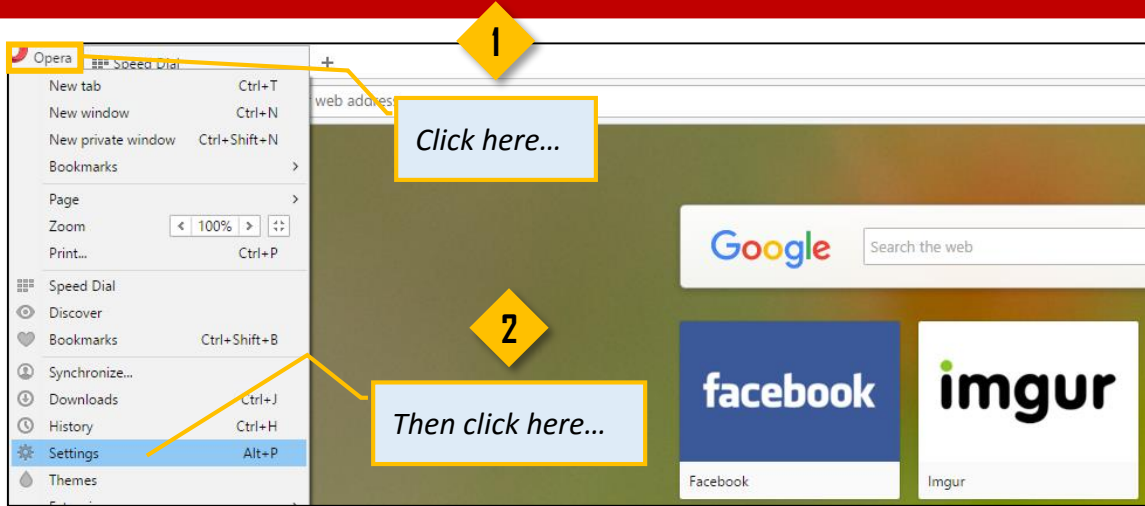 1
Opera
Speed Dial
+
New tab Ctrl+T
web address
Click here…
New window Ctrl+N
New private window Ctrl+Shift+N
Bookmarks >
Page >
Zoom < 100% >
Print... Ctrl+P
Google Search the web
Speed Dial
Discover
Bookmarks Ctrl+Shift+B
2
Synchronize...
Downloads Ctrl+J
History Ctrl+H
Settings Alt+P
Themes
Then click here…
facebook
imgur
Facebook
Imgur